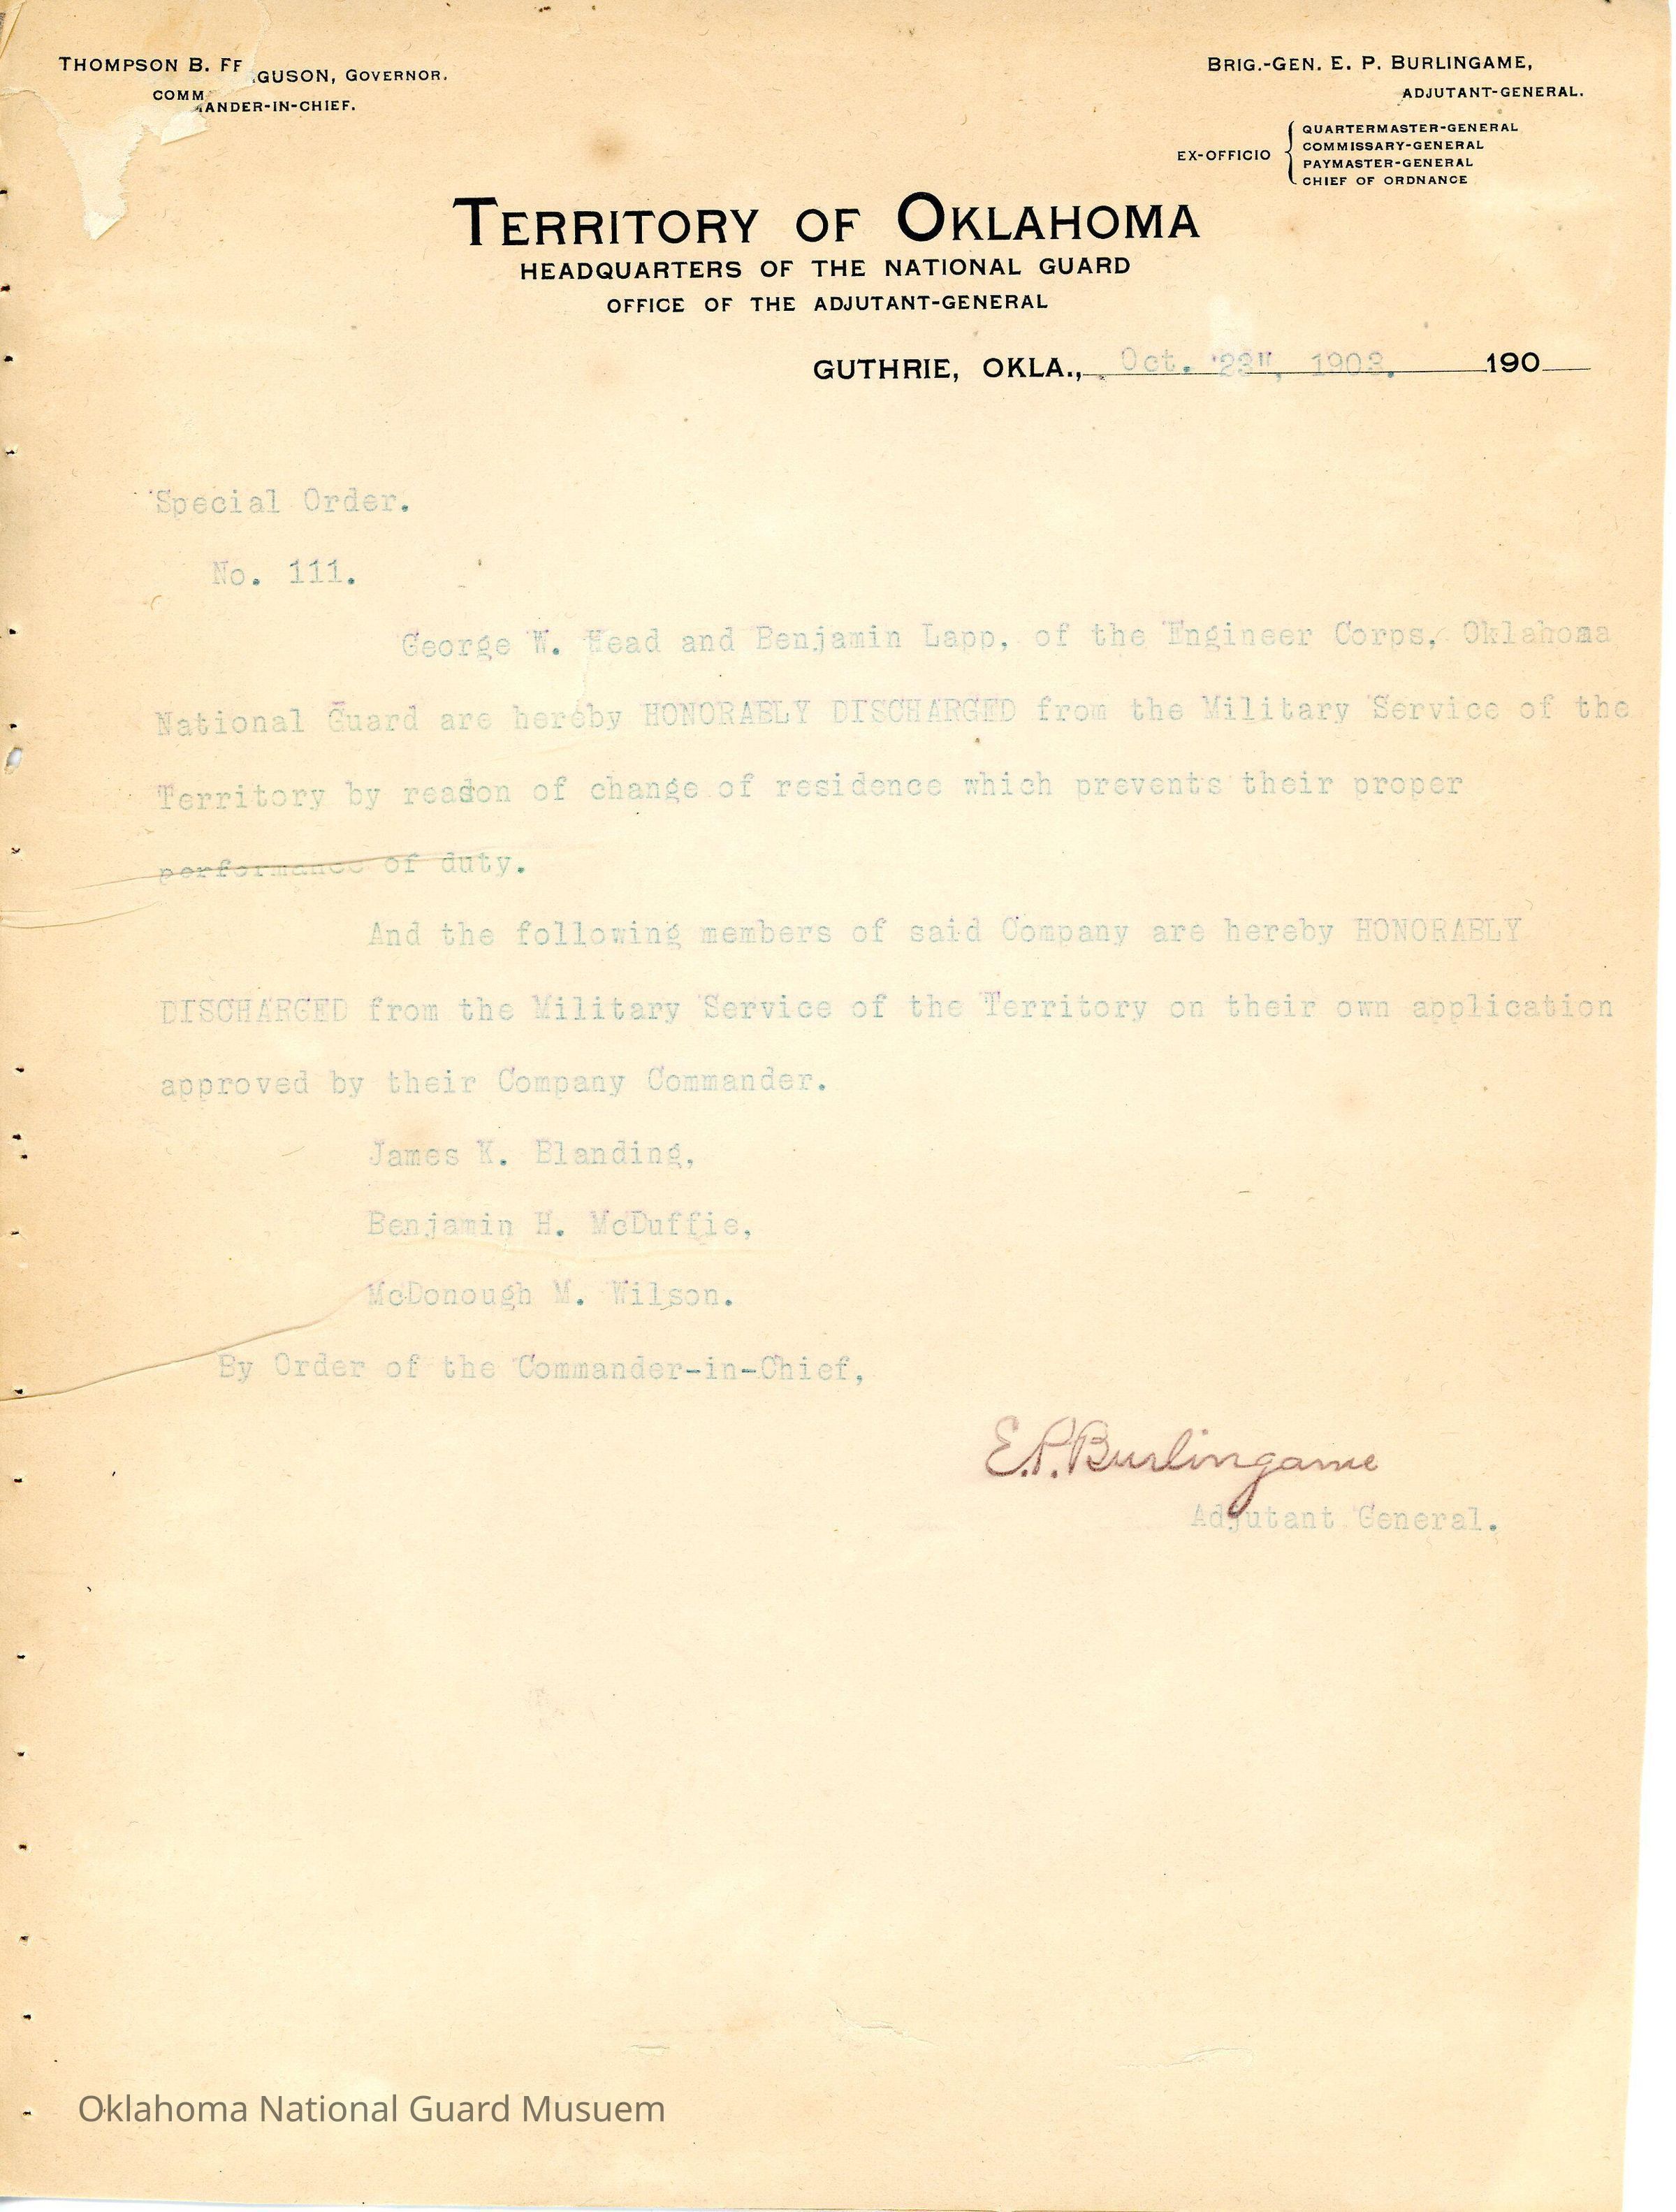 THOMPSON B. FERGUSON, GOVERNOR.
COMMANDER-IN-CHIEF.
BRIG.-GEN. E. P. BURLINGAME,
ADJUTANT-GENERAL.
EX-OFFICIO
QUARTERMASTER-GENERAL
COMMISSARY-GENERAL
PAYMASTER-GENERAL
CHIEF OF ORDNANCE
TERRITORY OF OKLAHOMA
HEADQUARTERS OF THE NATIONAL GUARD
OFFICE OF THE ADJUTANT-GENERAL
GUTHRIE, OKLA., Oct. 23", 1903. 190
Special Order.
No. 111.
George W. Head and Benjamin Lapp, of the Engineer Corps, Oklahoma
National Guard are hereby HONORABLY DISCHARGED from the Military Service of the
Territory by reason of change of residence which prevents their proper
performance of duty.
And the following members of said Company are hereby HONORABLY
DISCHARGED from the Military Service of the Territory on their own application
approved by their Company Commander.
James K. Blanding,
Benjamin H. McDuffie,
McDonough M. Wilson.
By Order of the Commander-in-Chief,
E. P. Burlingame
Adjutant General.
Oklahoma National Guard Musuem